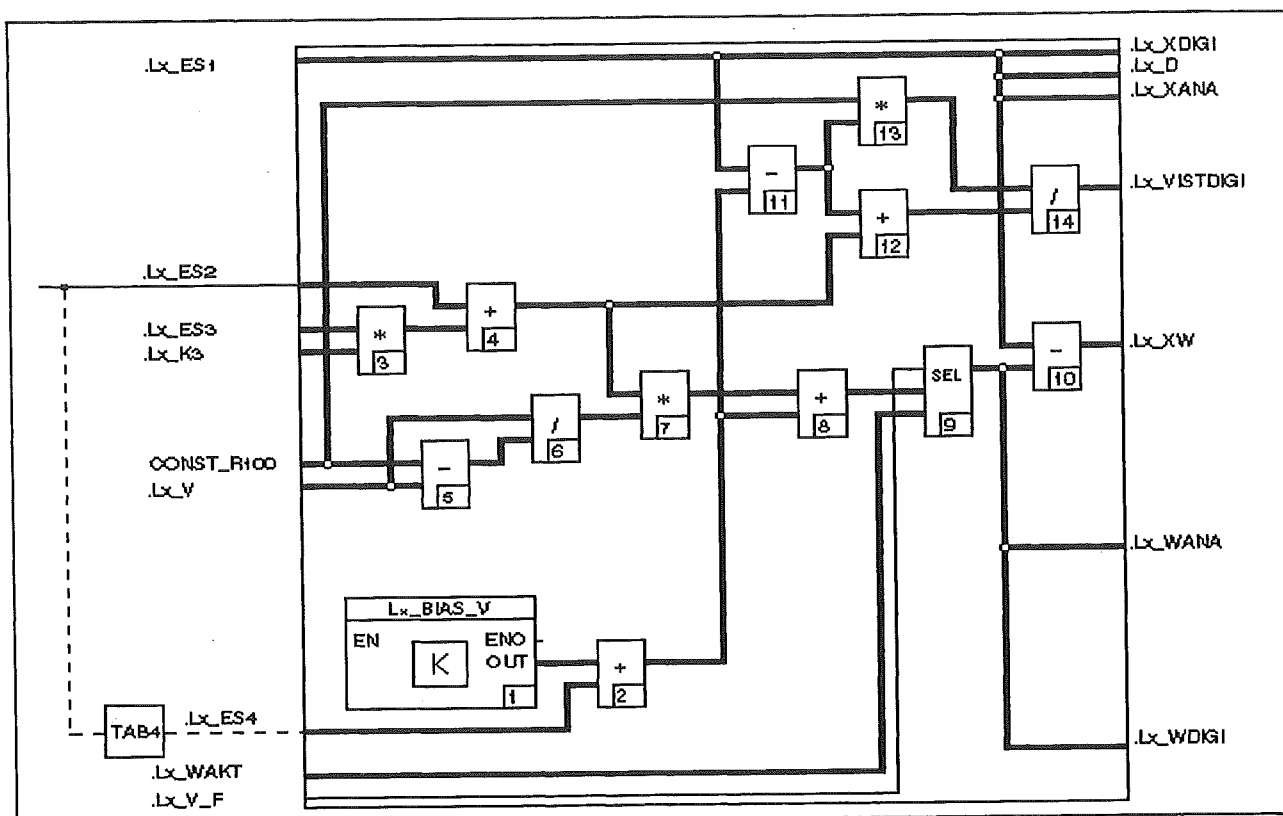 .Lx_ES1
.Lx_XDIGI
.Lx_D
.Lx_XANA
*
13
-
11
.Lx_VISTDIGI
/
14
+
12
.Lx_ES2
+
4
.Lx_ES3
*
3
.Lx_K3
-
10
.Lx_XW
SEL
9
*
7
+
8
/
6
CONST_R100
-
5
.Lx_V
.Lx_WANA
Lx_BIAS_V
EN
ENO
K
OUT
1
+
2
TAB4
.Lx_ES4
.Lx_WDIGI
.Lx_WAKT
.Lx_V_F